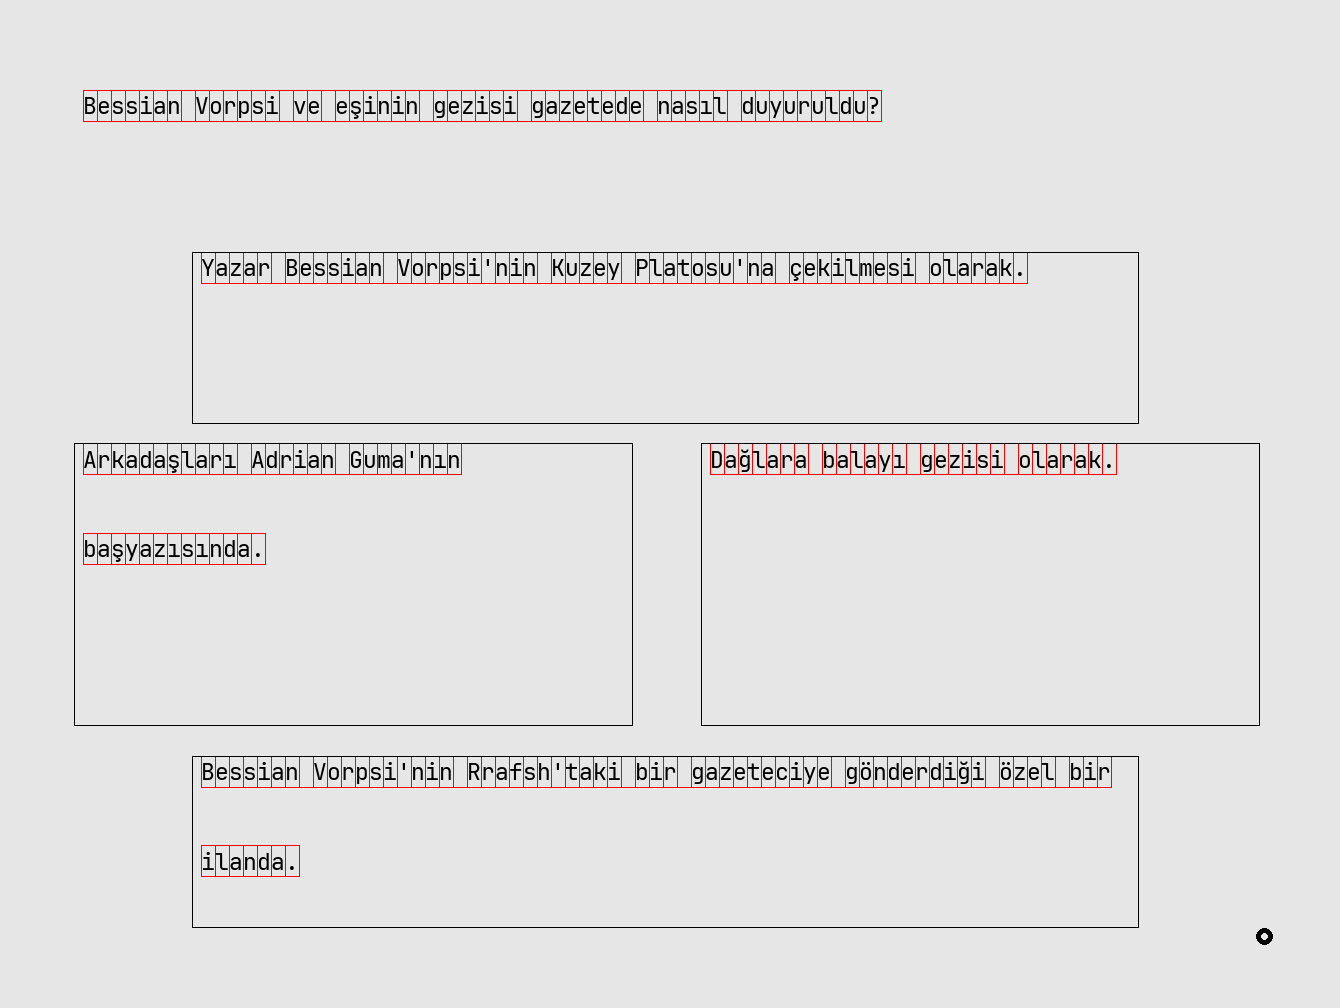 Bessian Vorpsi ve eşinin gezisi gazetede nasıl duyuruldu?
Yazar Bessian Vorpsi'nin Kuzey Platosu'na çekilmesi olarak.
Arkadaşları Adrian Guma'nın
başyazısında.
Dağlara balayı gezisi olarak.
Bessian Vorpsi'nin Rrafsh'taki bir gazeteciye gönderdiği özel bir
ilanda.